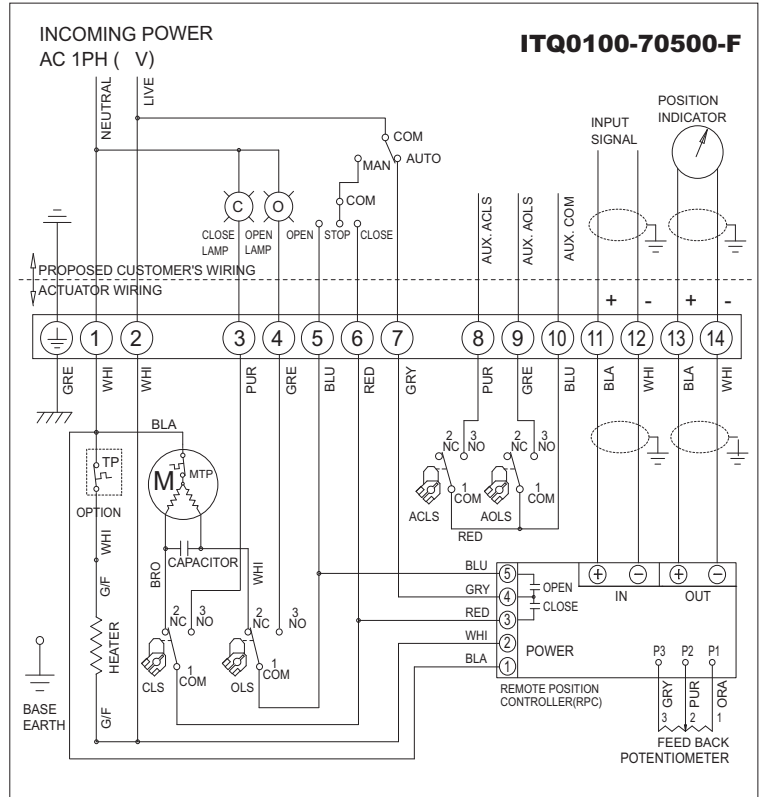 INCOMING POWER
AC 1PH (   V)
ITQ0100-70500-F
NEUTRAL
LIVE
COM
MAN
AUTO
COM
C
O
CLOSE LAMP
OPEN LAMP
OPEN
STOP
CLOSE
AUX. ACLS
AUX. AOLS
AUX. COM
INPUT
SIGNAL
POSITION
INDICATOR
PROPOSED CUSTOMER'S WIRING
ACTUATOR WIRING
+ - + -
1 2 3 4 5 6 7 8 9 10 11 12 13 14
GRE WHI WHI PUR GRE BLU RED GRY PUR GRE BLU BLA WHI BLA WHI
BLA
TP
OPTION
M
MTP
CAPACITOR
WHI
G/F
HEATER
G/F
BRO
WHI
2 NC
3 NO
1 COM
CLS
2 NC
3 NO
1 COM
OLS
2 NC
3 NO
1 COM
ACLS
2 NC
3 NO
1 COM
AOLS
RED
BASE
EARTH
BLU 5
GRY 4
RED 3
WHI 2
BLA 1
OPEN
CLOSE
POWER
+ - + -
IN OUT
P3 P2 P1
GRY PUR ORA
3 2 1
REMOTE POSITION
CONTROLLER(RPC)
FEED BACK
POTENTIOMETER